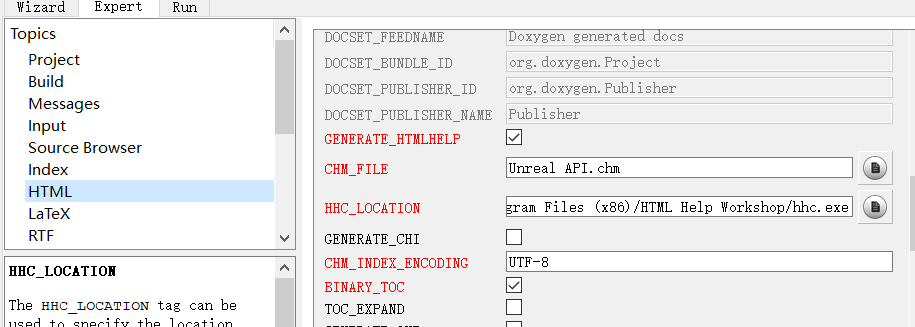 Wizard Expert Run
Topics
Project
Build
Messages
Input
Source Browser
Index
HTML
LaTeX
RTF
HHC_LOCATION
The HHC_LOCATION tag can be
used to specify the location
DOCSET_FEEDNAME Doxygen generated docs
DOCSET_BUNDLE_ID org.doxygen.Project
DOCSET_PUBLISHER_ID org.doxygen.Publisher
DOCSET_PUBLISHER_NAME Publisher
GENERATE_HTMLHELP
CHM_FILE Unreal API.chm
HHC_LOCATION gram Files (x86)/HTML Help Workshop/hhc.exe
GENERATE_CHI
CHM_INDEX_ENCODING UTF-8
BINARY_TOC
TOC_EXPAND